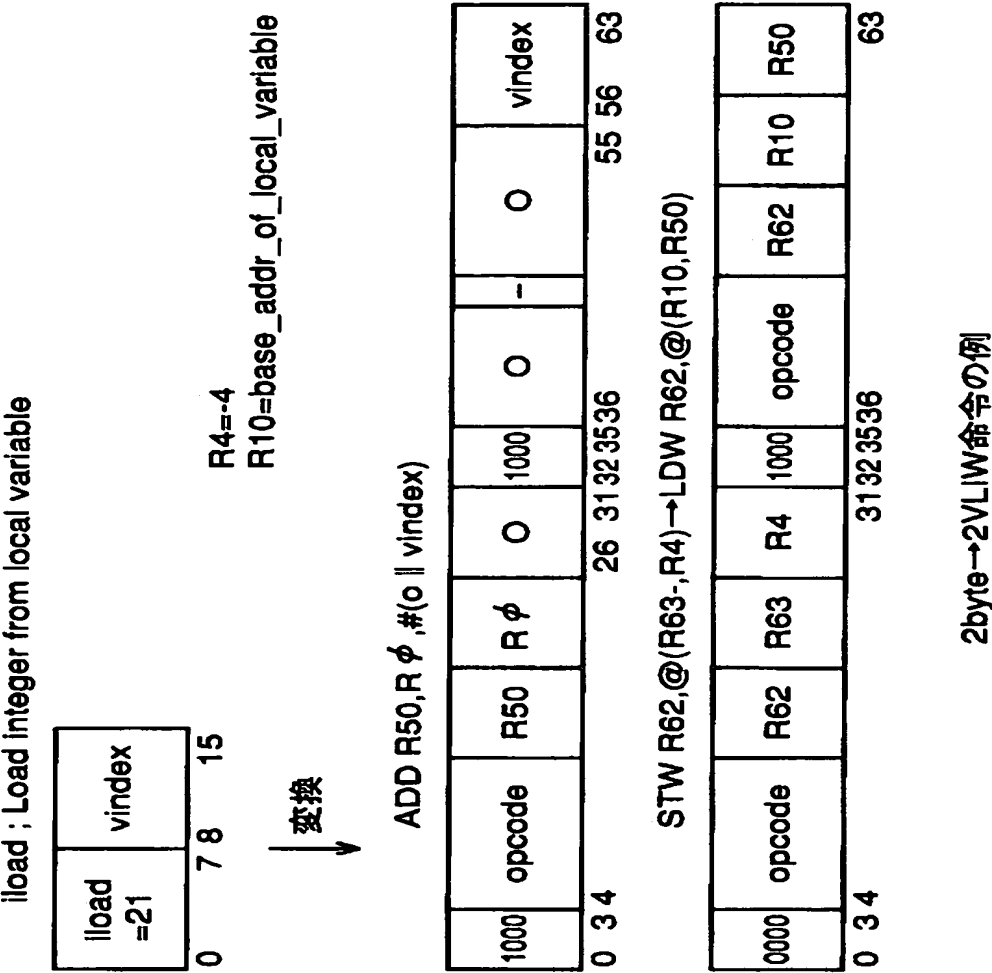 iload ; Load integer from local variable
iload =21 vindex
0 7 8 15
R4=-4
R10=base_addr_of_local_variable
変換
ADD R50,Rφ,#(o || vindex)
1000 opcode R50 Rφ O 1000 O - O vindex
0 3 4 26 31 32 35 36 55 56 63
STW R62,@(R63-,R4)→LDW R62,@(R10,R50)
0000 opcode R62 R63 R4 1000 opcode R62 R10 R50
0 3 4 31 32 35 36 63
2byte→2VLIW命令の例